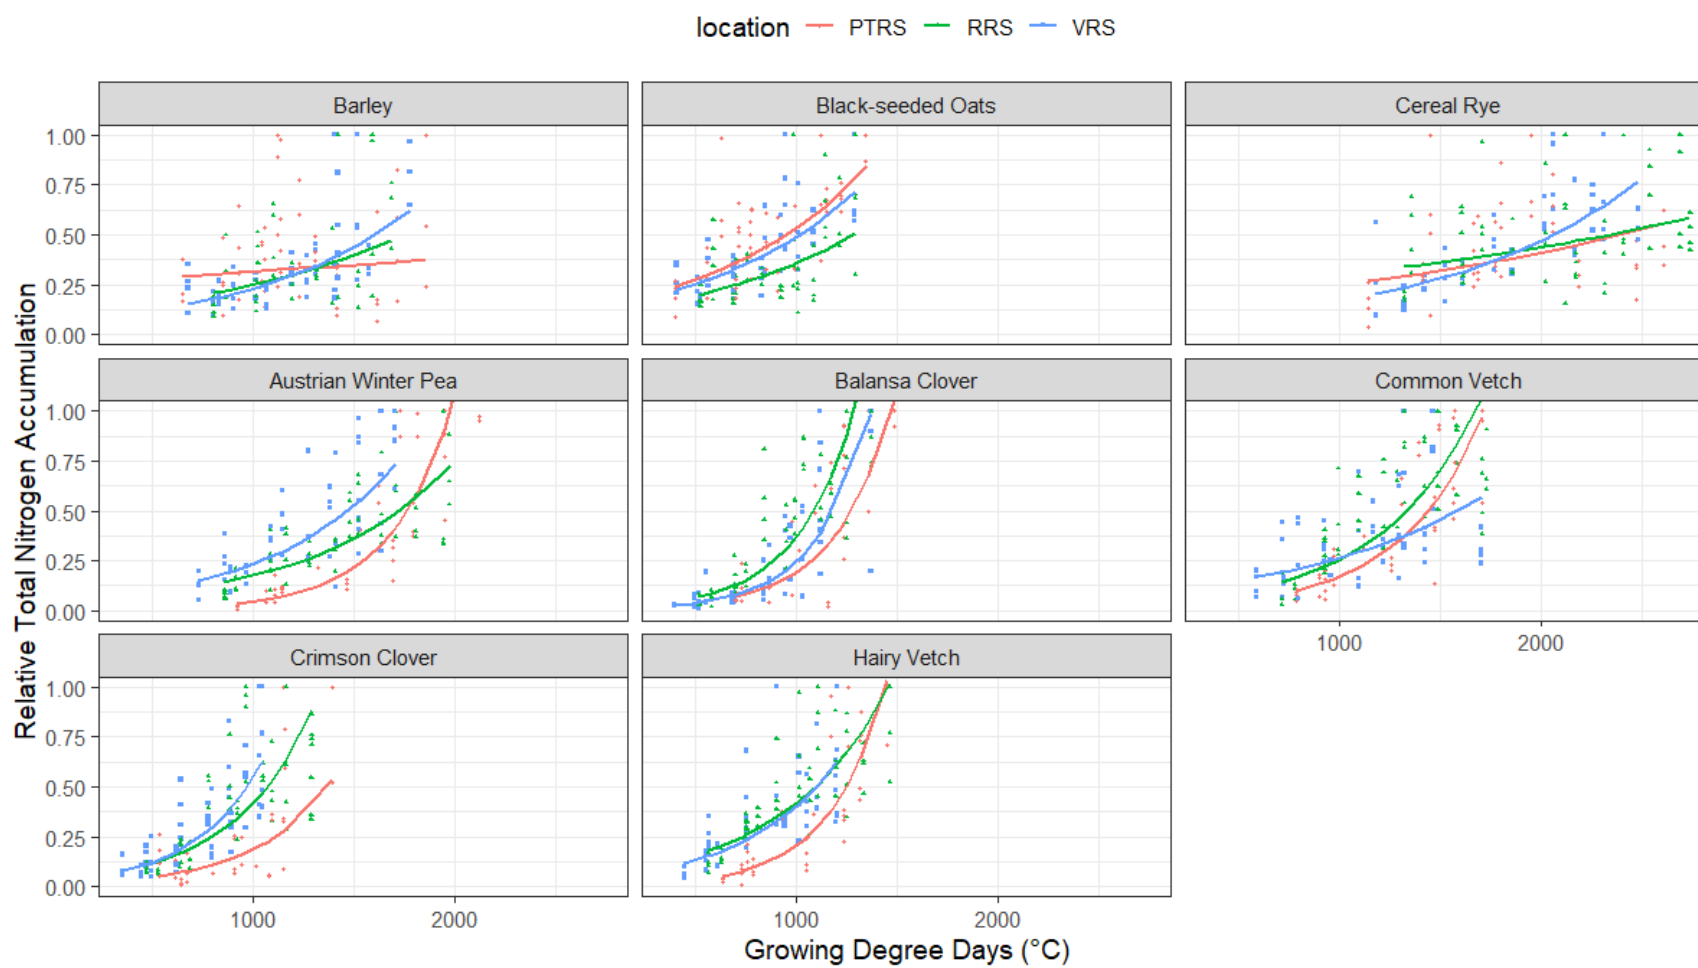 location PTRS RRS VRS
Barley Black-seeded Oats Cereal Rye
1.00
0.75
0.50
0.25
0.00
Austrian Winter Pea Balansa Clover Common Vetch
1.00
0.75
0.50
0.25
0.00
1000 2000
Crimson Clover Hairy Vetch
1.00
0.75
0.50
0.25
0.00
1000 2000 1000 2000
Relative Total Nitrogen Accumulation
Growing Degree Days (°C)